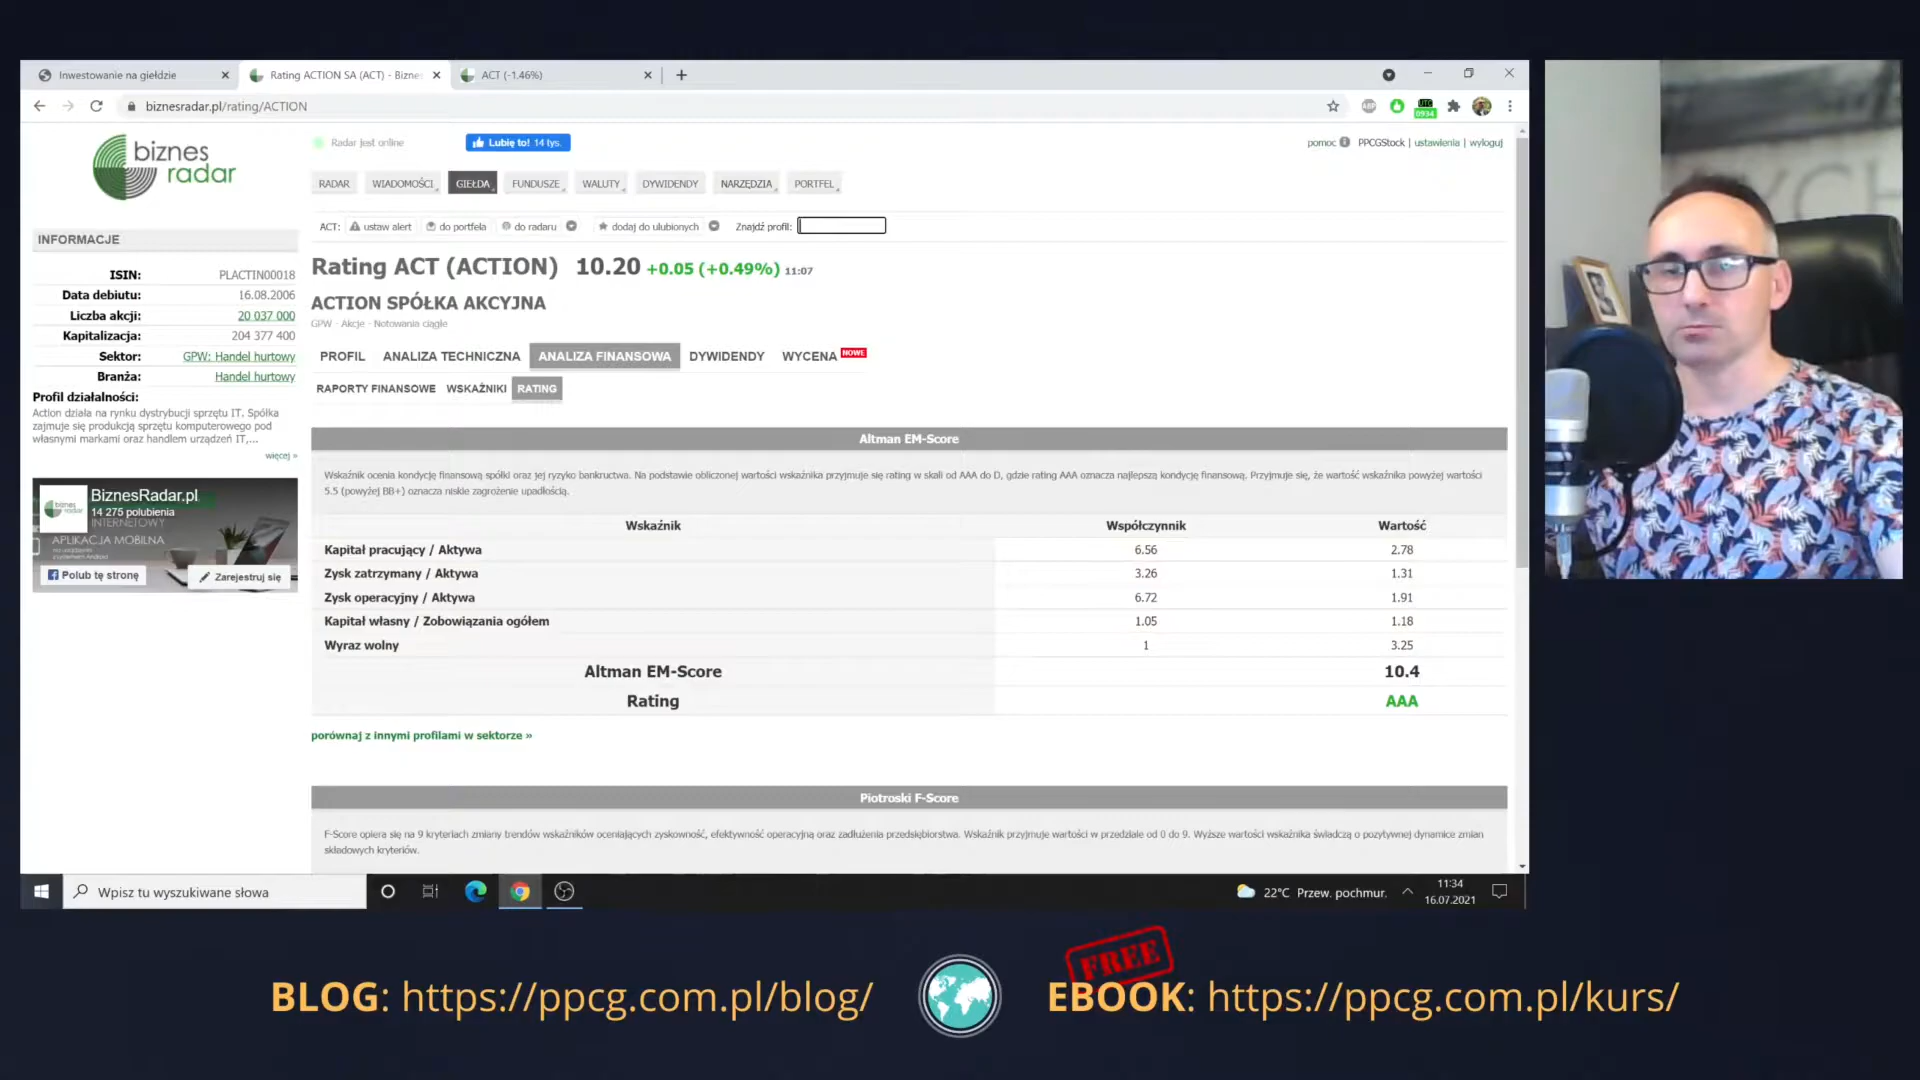 Inwestowanie na giełdzie
Rating ACTION SA (ACT) - Biznes
ACT (-1.46%)
biznesradar.pl/rating/ACTION
ABP
UTC
0934
biznes
radar
Radar jest online
Lubię to! 14 tys.
pomoc PPCGStock | ustawienia | wyloguj
RADAR WIADOMOŚCI GIEŁDA FUNDUSZE WALUTY DYWIDENDY NARZĘDZIA PORTFEL
ACT: ustaw alert do portfela do radaru dodaj do ulubionych Znajdź profil:
INFORMACJE
ISIN: PLACTIN00018
Data debiutu: 16.08.2006
Liczba akcji: 20 037 000
Kapitalizacja: 204 377 400
Sektor: GPW: Handel hurtowy
Branża: Handel hurtowy
Profil działalności:
Action działa na rynku dystrybucji sprzętu IT. Spółka
zajmuje się produkcją sprzętu komputerowego pod
własnymi markami oraz handlem urządzeń IT,...
więcej »
BiznesRadar.pl
14 275 polubienia
INTERNETOWY
APLIKACJA MOBILNA
Polub tę stronę
Zarejestruj się
Rating ACT (ACTION) 10.20 +0.05 (+0.49%) 11:07
ACTION SPÓŁKA AKCYJNA
GPW - Akcje - Notowania ciągłe
PROFIL ANALIZA TECHNICZNA ANALIZA FINANSOWA DYWIDENDY WYCENA NOWE
RAPORTY FINANSOWE WSKAŹNIKI RATING
Altman EM-Score
Wskaźnik ocenia kondycję finansową spółki oraz jej ryzyko bankructwa. Na podstawie obliczonej wartości wskaźnika przyjmuje się rating w skali od AAA do D, gdzie rating AAA oznacza najlepszą kondycję finansową. Przyjmuje się, że wartość wskaźnika powyżej wartości
5.5 (powyżej BB+) oznacza niskie zagrożenie upadłością.
Wskaźnik Współczynnik Wartość
Kapitał pracujący / Aktywa 6.56 2.78
Zysk zatrzymany / Aktywa 3.26 1.31
Zysk operacyjny / Aktywa 6.72 1.91
Kapitał własny / Zobowiązania ogółem 1.05 1.18
Wyraz wolny 1 3.25
Altman EM-Score 10.4
Rating AAA
porównaj z innymi profilami w sektorze »
Piotroski F-Score
F-Score opiera się na 9 kryteriach zmiany trendów wskaźników oceniających zyskowność, efektywność operacyjną oraz zadłużenia przedsiębiorstwa. Wskaźnik przyjmuje wartości w przedziale od 0 do 9. Wyższe wartości wskaźnika świadczą o pozytywnej dynamice zmian
składowych kryteriów.
Wpisz tu wyszukiwane słowa
22°C Przew. pochmur.
11:34
16.07.2021
FREE
BLOG: https://ppcg.com.pl/blog/
EBOOK: https://ppcg.com.pl/kurs/